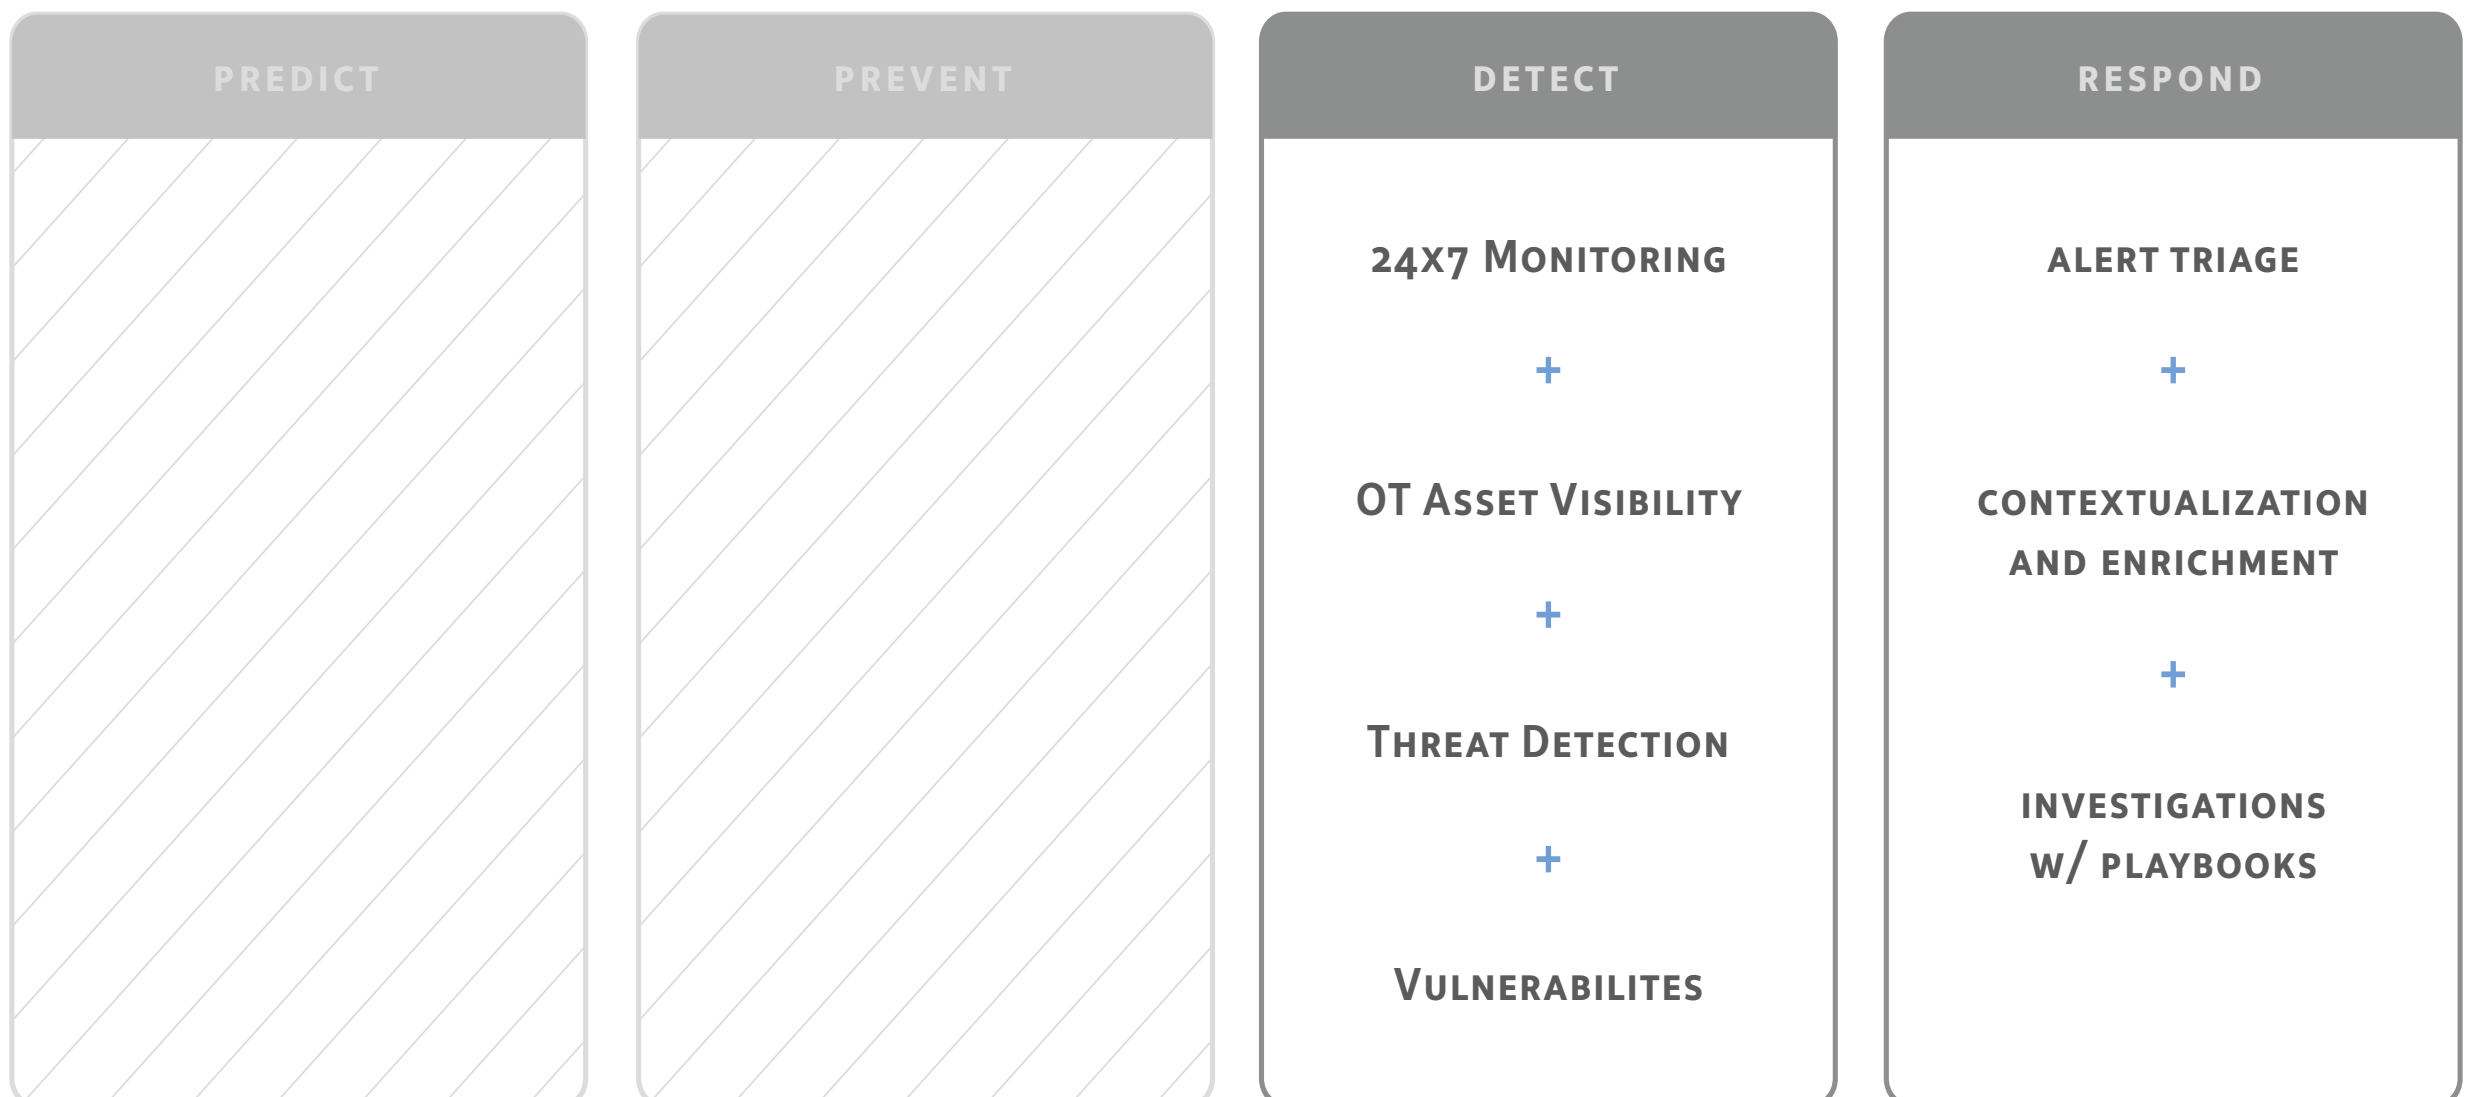 PREDICT
PREVENT
DETECT
RESPOND
24x7 Monitoring
+
OT Asset Visibility
+
Threat Detection
+
Vulnerabilites
alert triage
+
contextualization
and enrichment
+
investigations
w/ playbooks